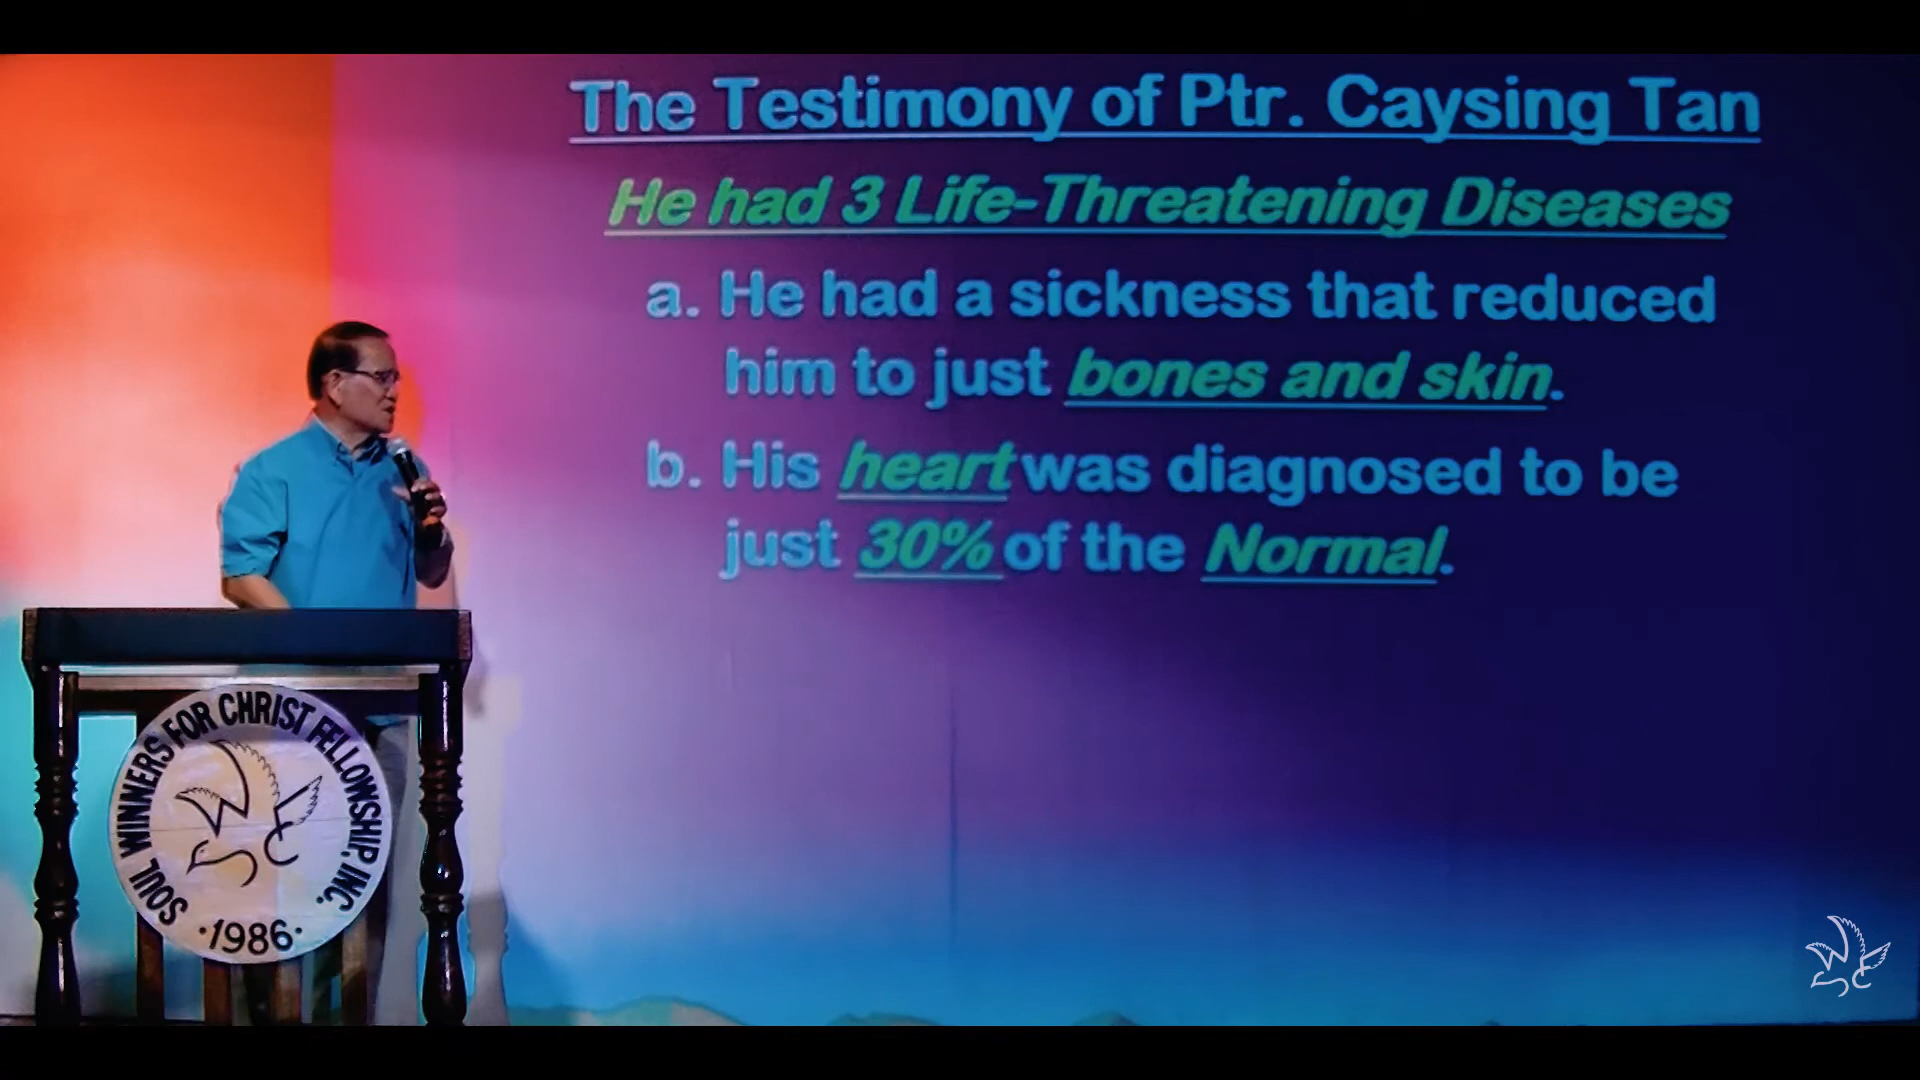 The Testimony of Ptr. Caysing Tan
He had 3 Life-Threatening Diseases
a. He had a sickness that reduced
him to just bones and skin.
b. His heart was diagnosed to be
just 30% of the Normal.
SOUL WINNERS FOR CHRIST FELLOWSHIP, INC.
·1986·
SWFC
SWFC